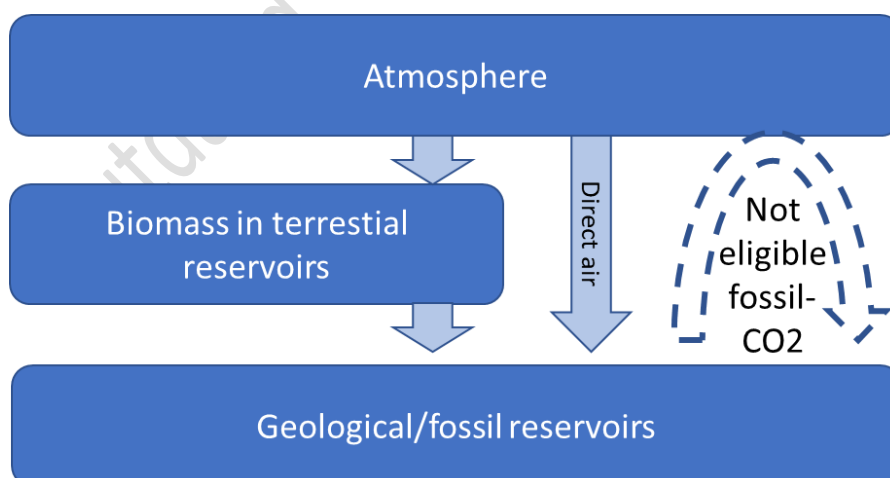 Atmosphere
Direct air
Biomass in terrestial
reservoirs
Not
eligible
fossil-
CO2
Geological/fossil reservoirs